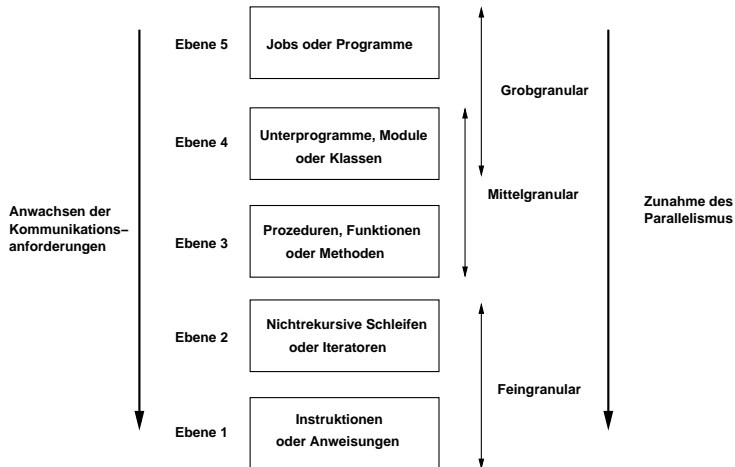 Ebene 5
Jobs oder Programme
Grobgranular
Ebene 4
Unterprogramme, Module
oder Klassen
Mittelgranular
Anwachsen der
Kommunikations–
anforderungen
Zunahme des
Parallelismus
Ebene 3
Prozeduren, Funktionen
oder Methoden
Ebene 2
Nichtrekursive Schleifen
oder Iteratoren
Feingranular
Ebene 1
Instruktionen
oder Anweisungen